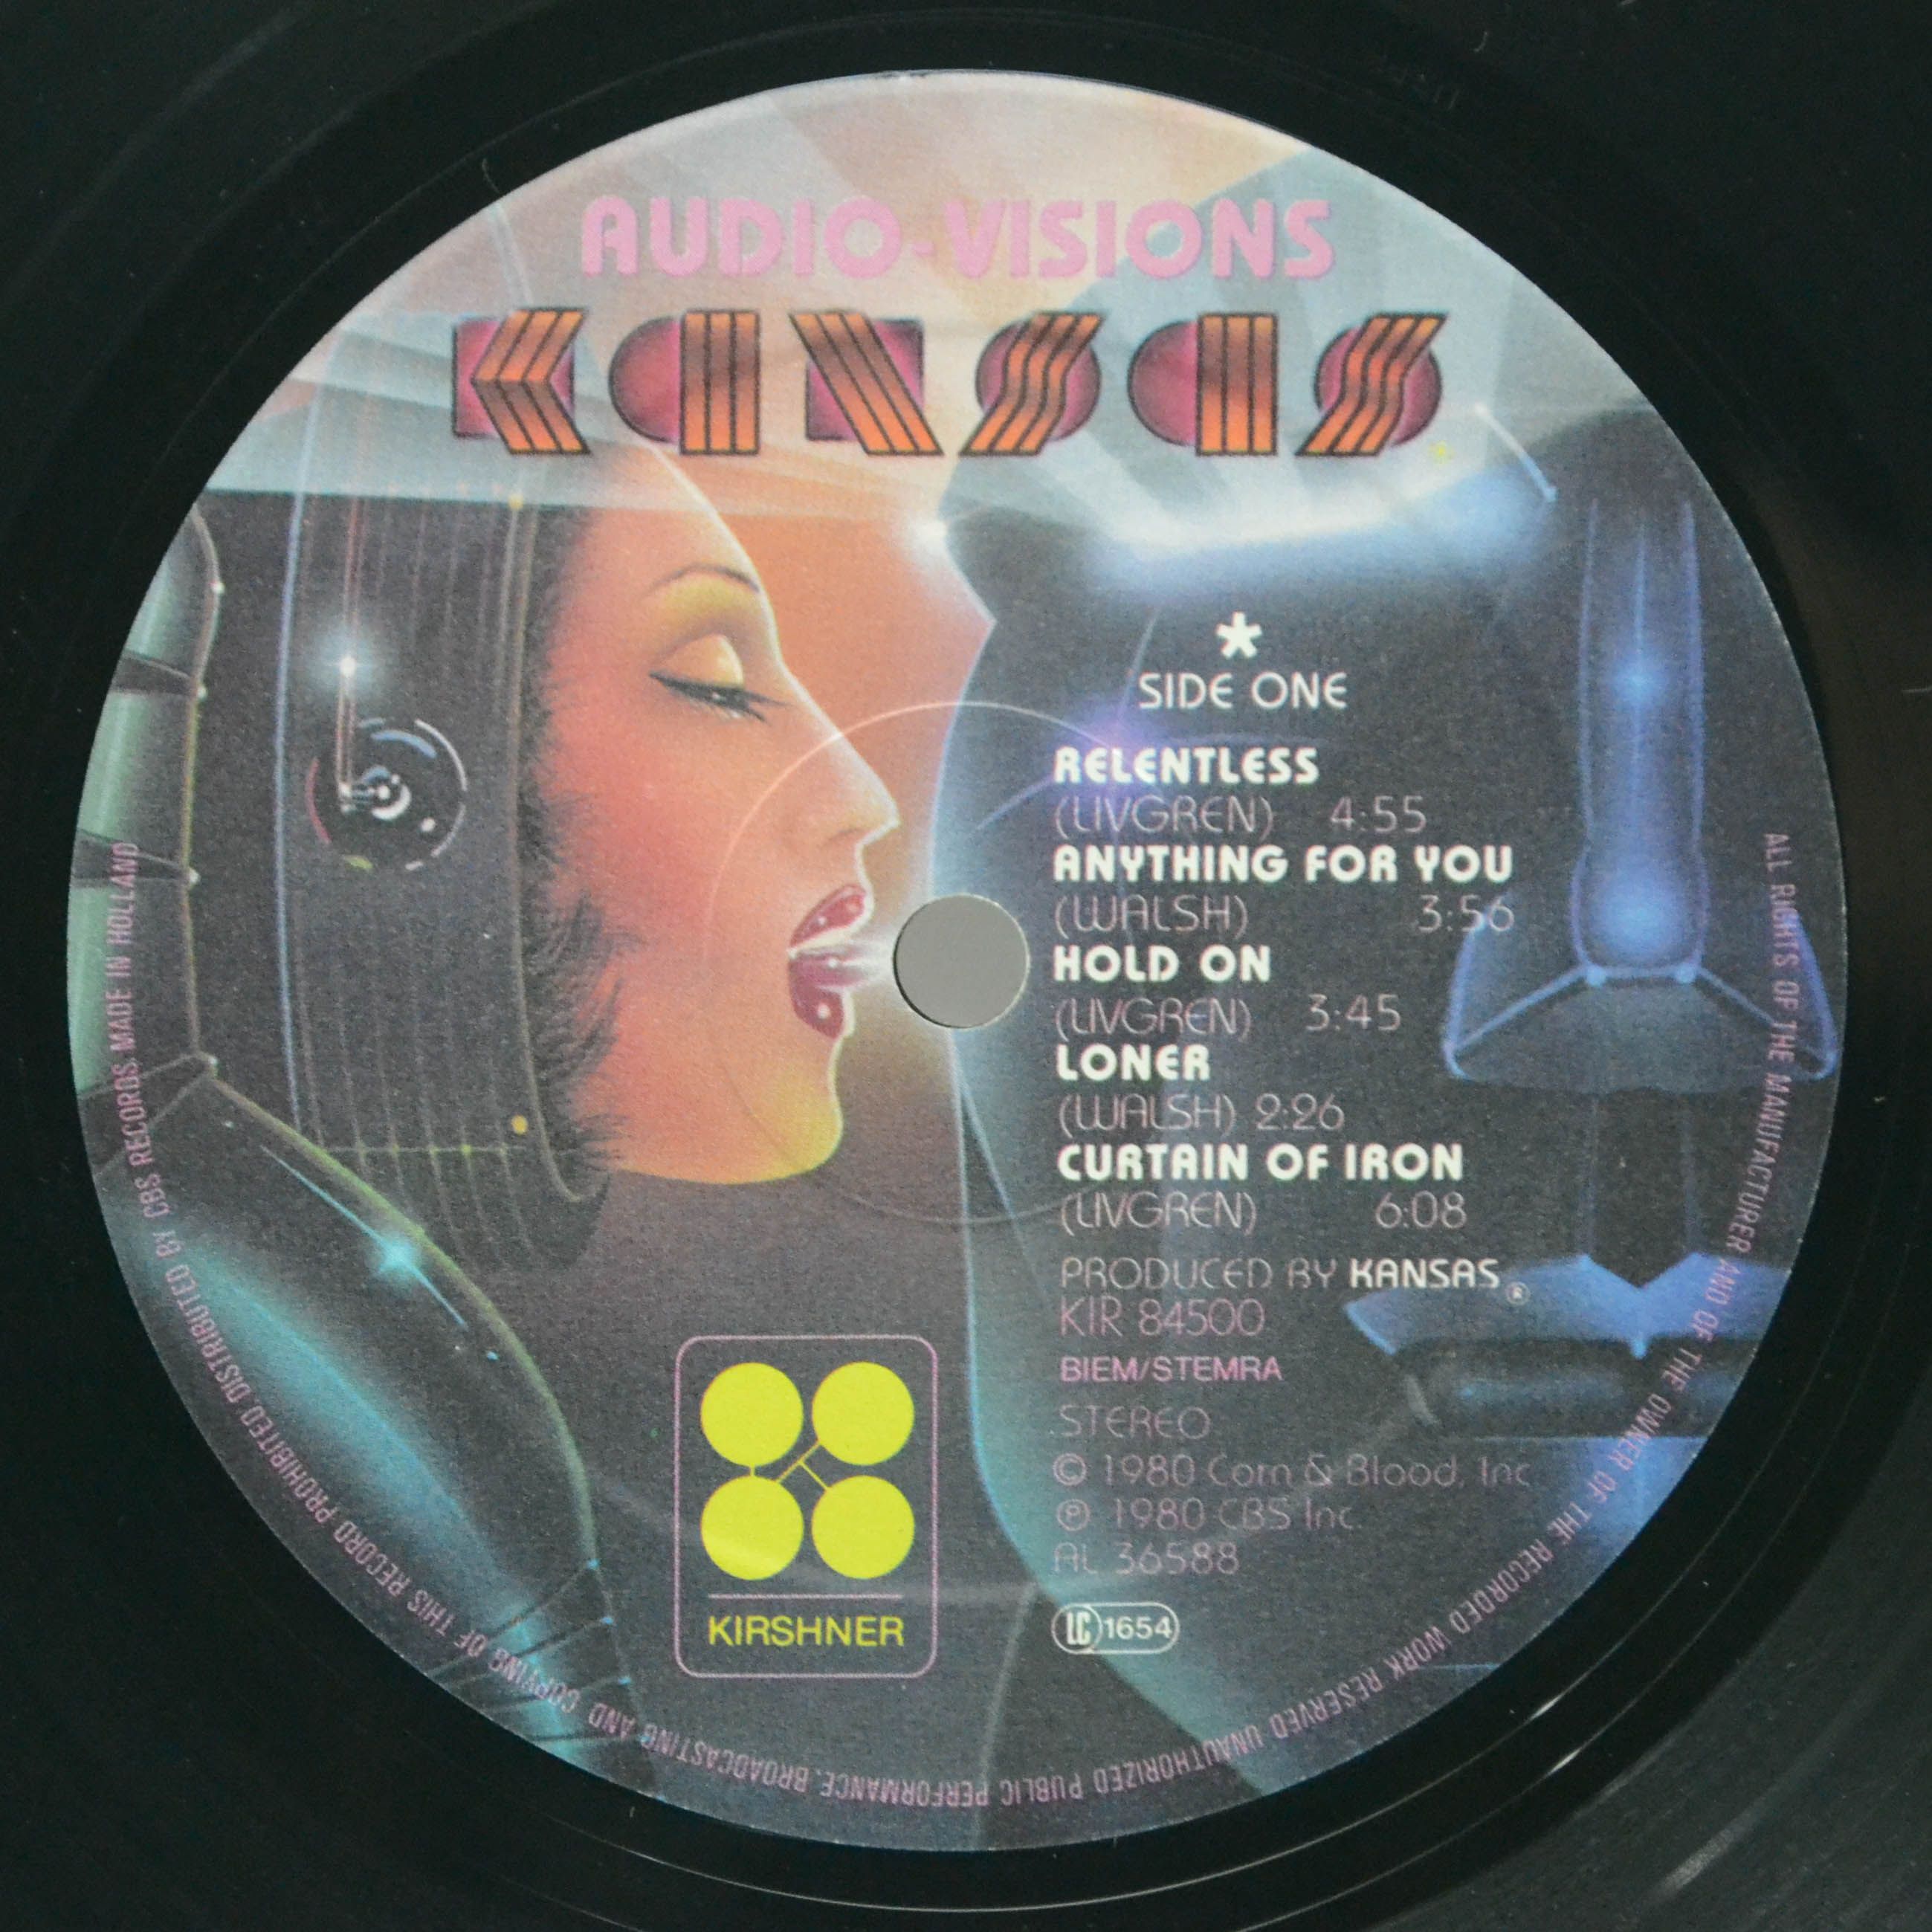 AUDIO-VISIONS
KANSAS
*
SIDE ONE
RELENTLESS
(LIVGREN) 4:55
ANYTHING FOR YOU
(WALSH) 3:56
HOLD ON
(LIVGREN) 3:45
LONER
(WALSH) 2:26
CURTAIN OF IRON
(LIVGREN) 6:08
PRODUCED BY KANSAS ®
KIR 84500
BIEM/STEMRA
STEREO
© 1980 Corn & Blood, Inc
℗ 1980 CBS Inc.
AL 36588
LC 1654
KIRSHNER
ALL RIGHTS OF THE MANUFACTURER AND OF THE OWNER OF THE RECORDED WORK RESERVED UNAUTHORIZED PUBLIC PERFORMANCE, BROADCASTING AND COPYING OF THIS RECORD PROHIBITED DISTRIBUTED BY CBS RECORDS MADE IN HOLLAND